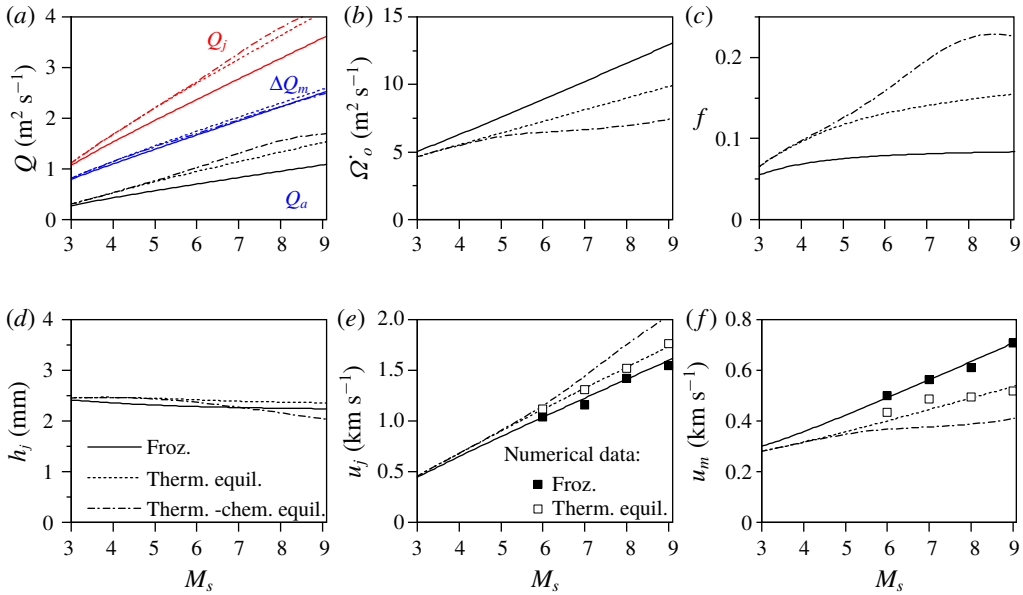 (a)
4
3
2
1
0
Q (m² s⁻¹)
Q_j
ΔQ_m
Q_a
3 4 5 6 7 8 9
(b)
15
10
5
0
Ω̇_o (m² s⁻¹)
3 4 5 6 7 8 9
(c)
0.2
0.1
0
f
3 4 5 6 7 8 9
(d)
4
3
2
1
0
h_j (mm)
Froz.
Therm. equil.
Therm. -chem. equil.
3 4 5 6 7 8 9
M_s
(e)
2.0
1.5
1.0
0.5
0
u_j (km s⁻¹)
Numerical data:
Froz.
Therm. equil.
3 4 5 6 7 8 9
M_s
(f)
0.8
0.6
0.4
0.2
0
u_m (km s⁻¹)
3 4 5 6 7 8 9
M_s